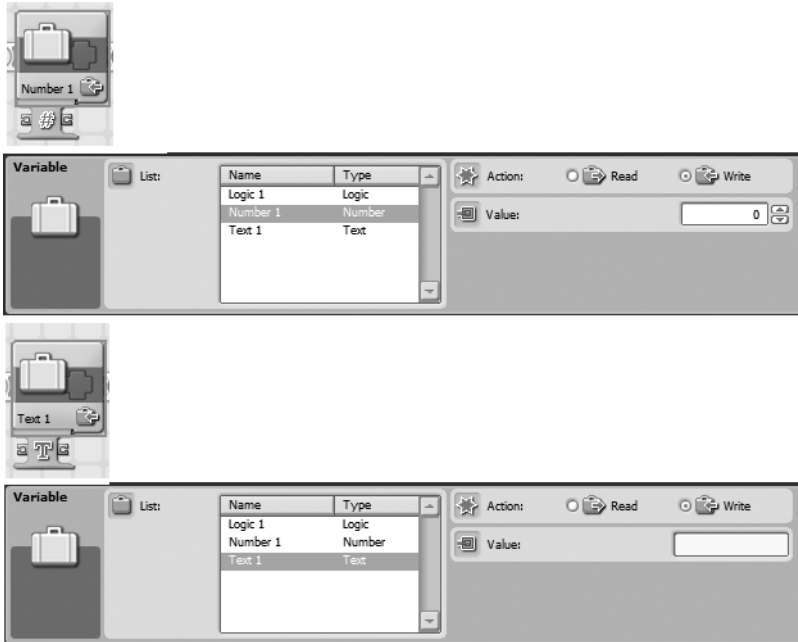 Number 1
#
Variable
List:
Name Type
Logic 1 Logic
Number 1 Number
Text 1 Text
Action: Read Write
Value: 0
Text 1
T
Variable
List:
Name Type
Logic 1 Logic
Number 1 Number
Text 1 Text
Action: Read Write
Value: